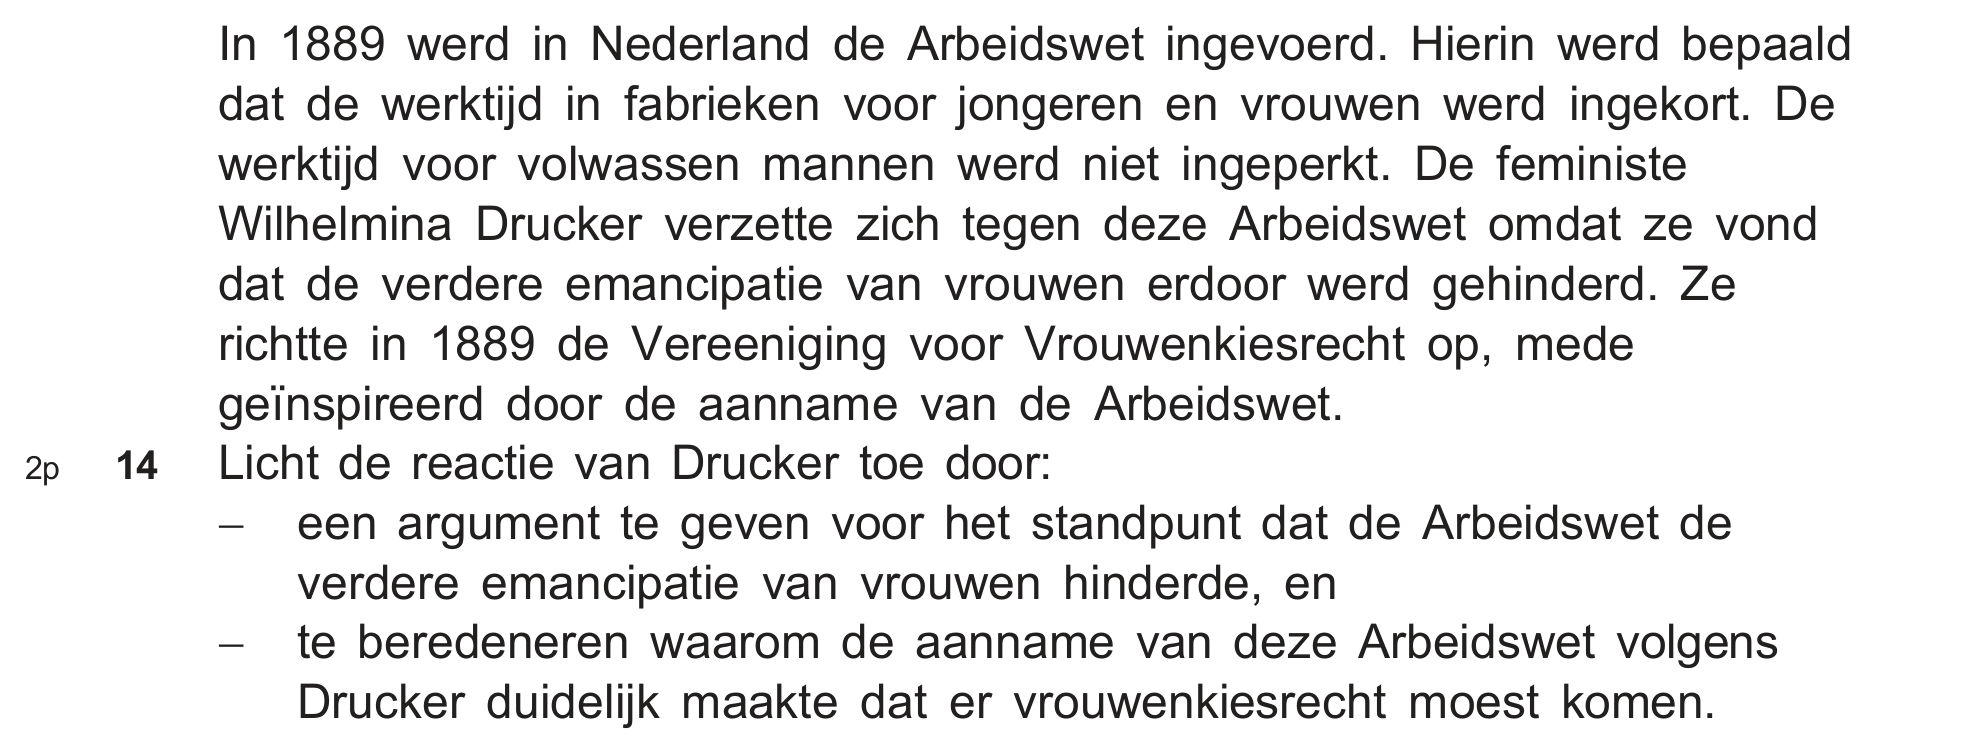 In 1889 werd in Nederland de Arbeidswet ingevoerd. Hierin werd bepaald
dat de werktijd in fabrieken voor jongeren en vrouwen werd ingekort. De
werktijd voor volwassen mannen werd niet ingeperkt. De feministe
Wilhelmina Drucker verzette zich tegen deze Arbeidswet omdat ze vond
dat de verdere emancipatie van vrouwen erdoor werd gehinderd. Ze
richtte in 1889 de Vereeniging voor Vrouwenkiesrecht op, mede
geïnspireerd door de aanname van de Arbeidswet.
2p 14 Licht de reactie van Drucker toe door:
– een argument te geven voor het standpunt dat de Arbeidswet de
verdere emancipatie van vrouwen hinderde, en
– te beredeneren waarom de aanname van deze Arbeidswet volgens
Drucker duidelijk maakte dat er vrouwenkiesrecht moest komen.